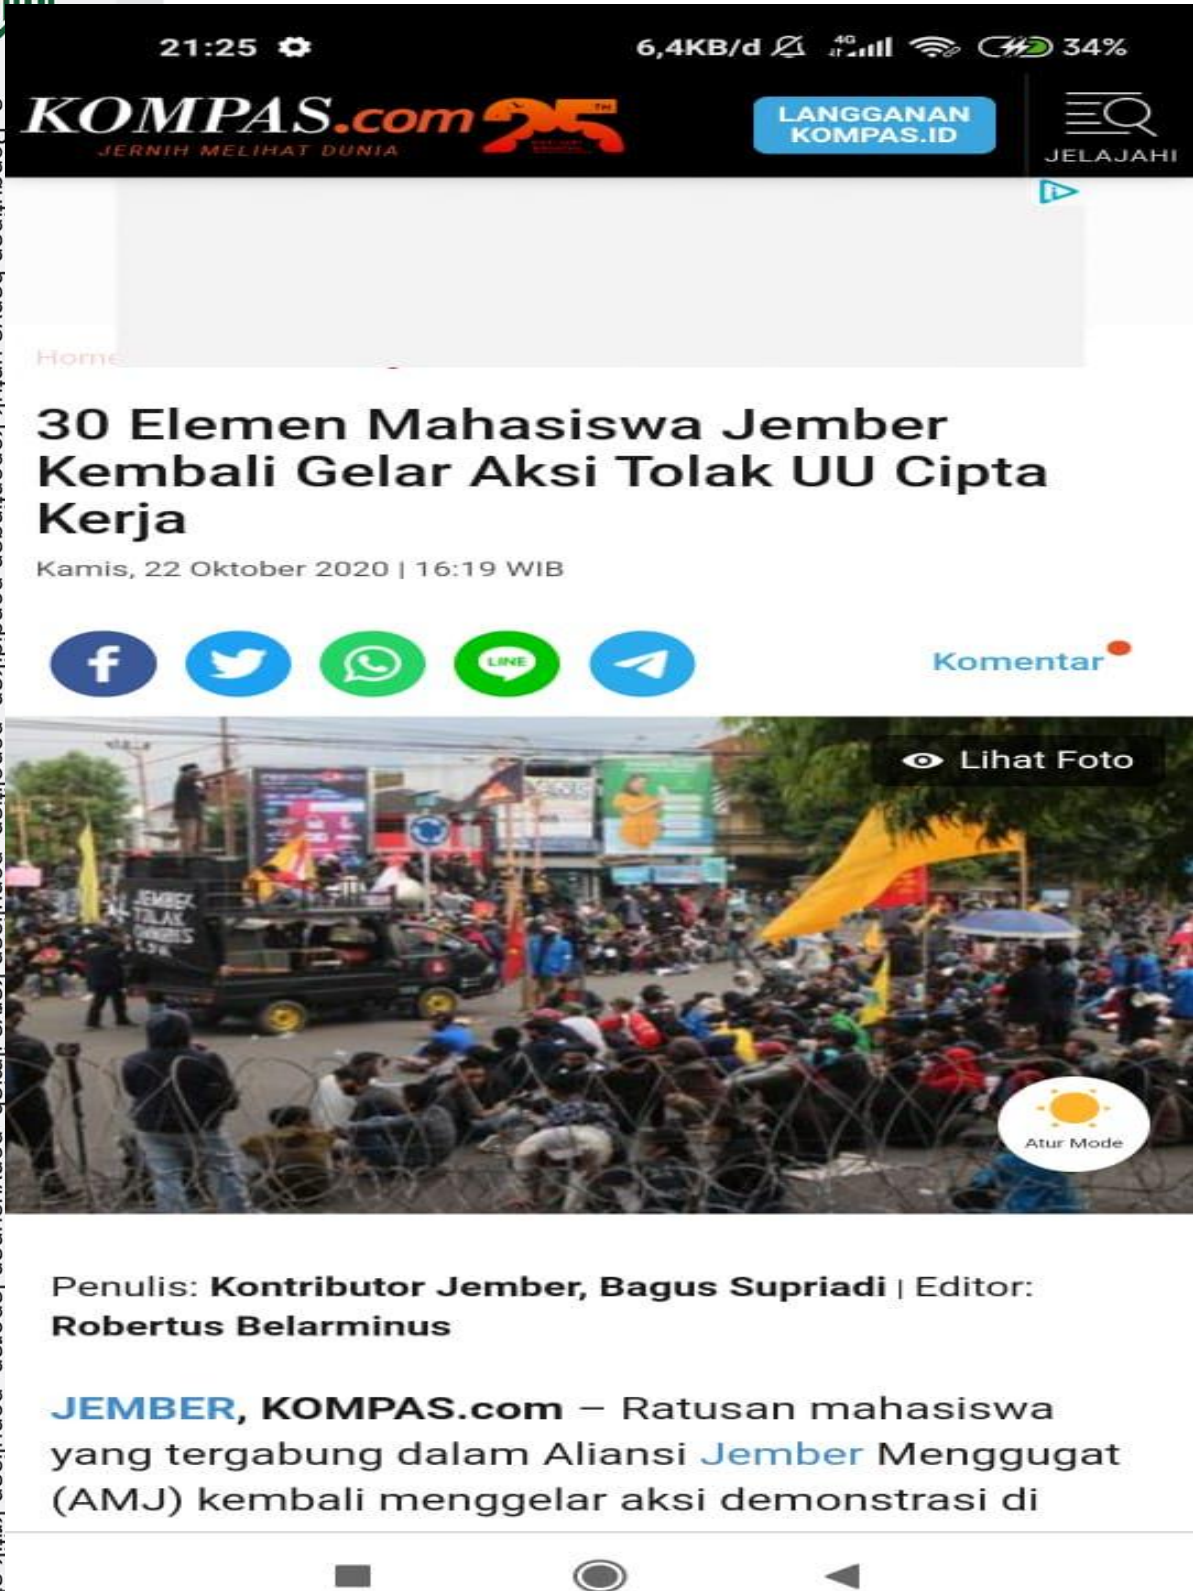 21:25
6,4KB/d 4G 34%
KOMPAS.com 25TH
JERNIH MELIHAT DUNIA
LANGGANAN
KOMPAS.ID
JELAJAHI
Home
30 Elemen Mahasiswa Jember
Kembali Gelar Aksi Tolak UU Cipta
Kerja
Kamis, 22 Oktober 2020 | 16:19 WIB
LINE
Komentar
Lihat Foto
JEMBER
TOLAK
Atur Mode
Penulis: Kontributor Jember, Bagus Supriadi | Editor:
Robertus Belarminus
JEMBER, KOMPAS.com – Ratusan mahasiswa
yang tergabung dalam Aliansi Jember Menggugat
(AMJ) kembali menggelar aksi demonstrasi di